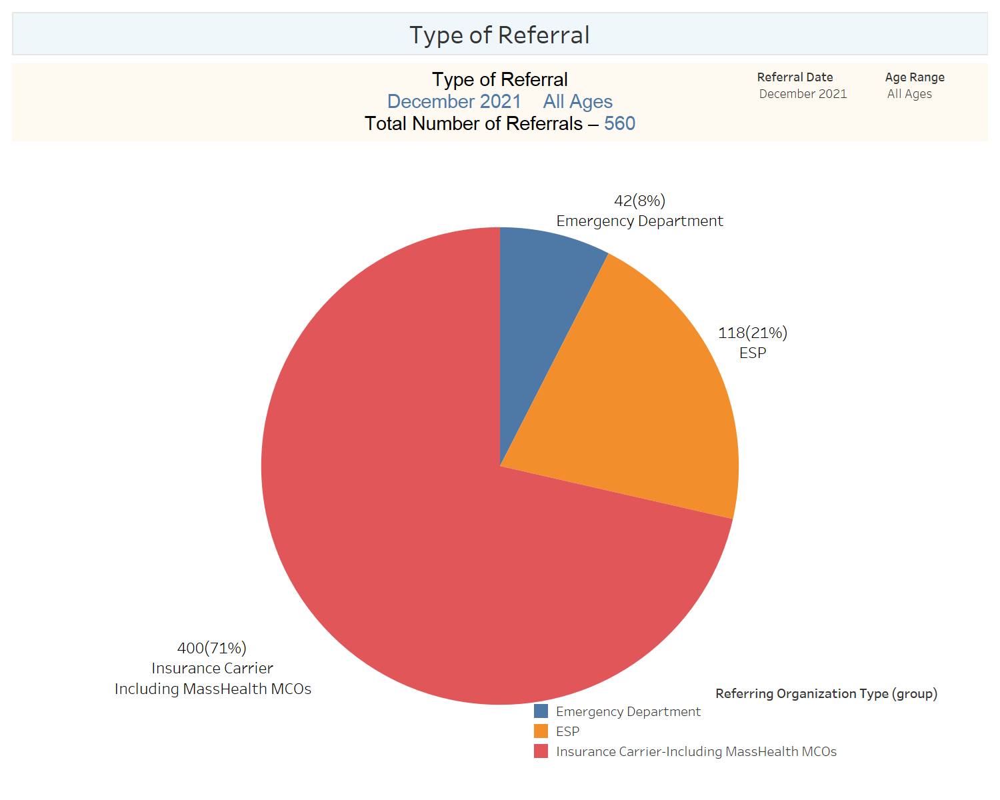 Type of Referral
Type of Referral
December 2021 All Ages
Total Number of Referrals – 560
Referral Date
December 2021
Age Range
All Ages
42(8%)
Emergency Department
118(21%)
ESP
400(71%)
Insurance Carrier
Including MassHealth MCOs
Referring Organization Type (group)
Emergency Department
ESP
Insurance Carrier-Including MassHealth MCOs